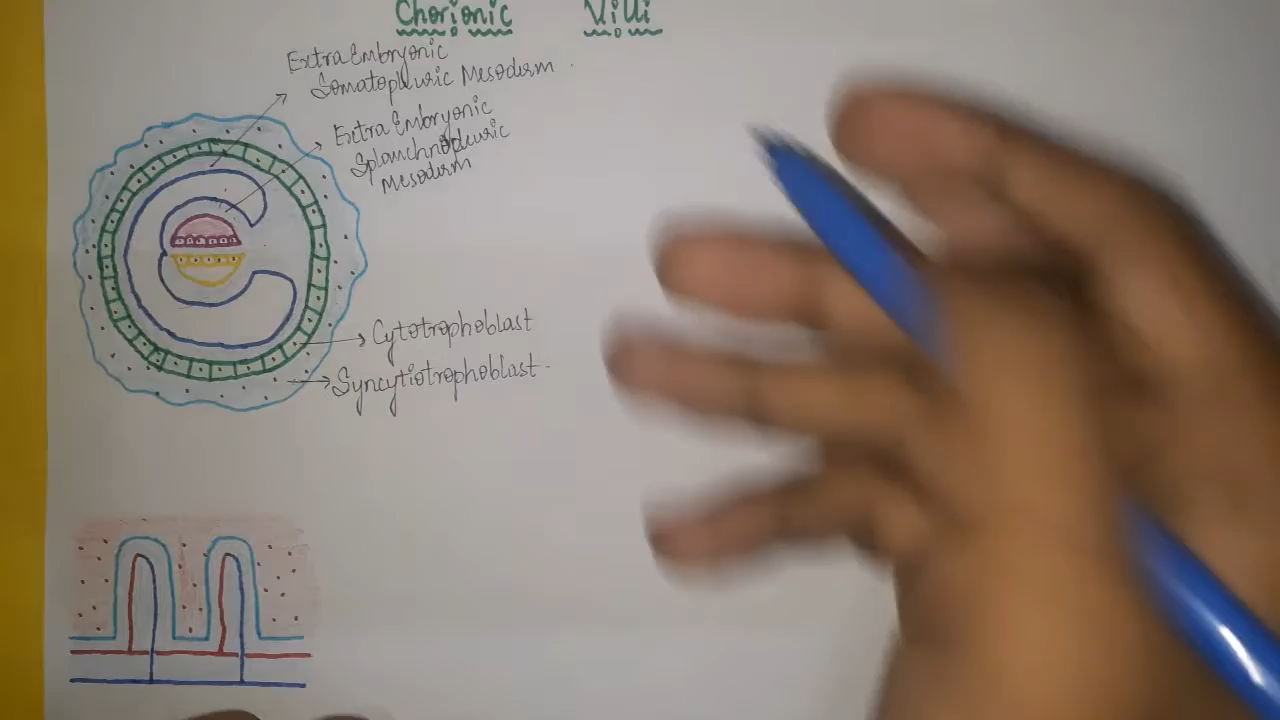 Chorionic Villi
Extra Embryonic
Somatopleuric Mesoderm
Extra Embryonic
Splanchnopleuric
Mesoderm
Cytotrophoblast
Syncytiotrophoblast